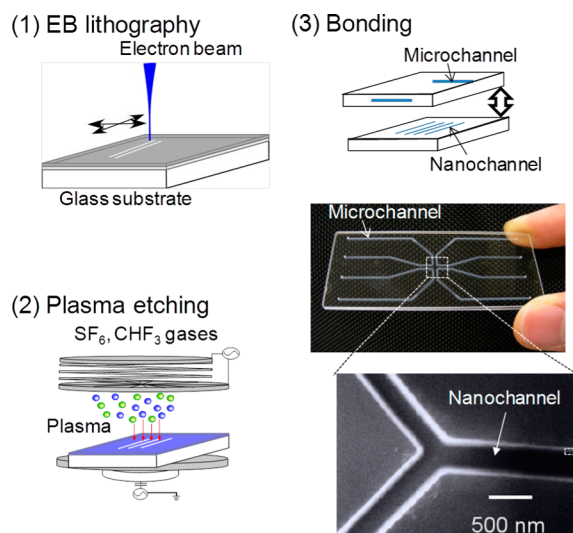 (1) EB lithography
Electron beam
Glass substrate
(2) Plasma etching
SF₆, CHF₃ gases
Plasma
(3) Bonding
Microchannel
Nanochannel
Microchannel
Nanochannel
500 nm